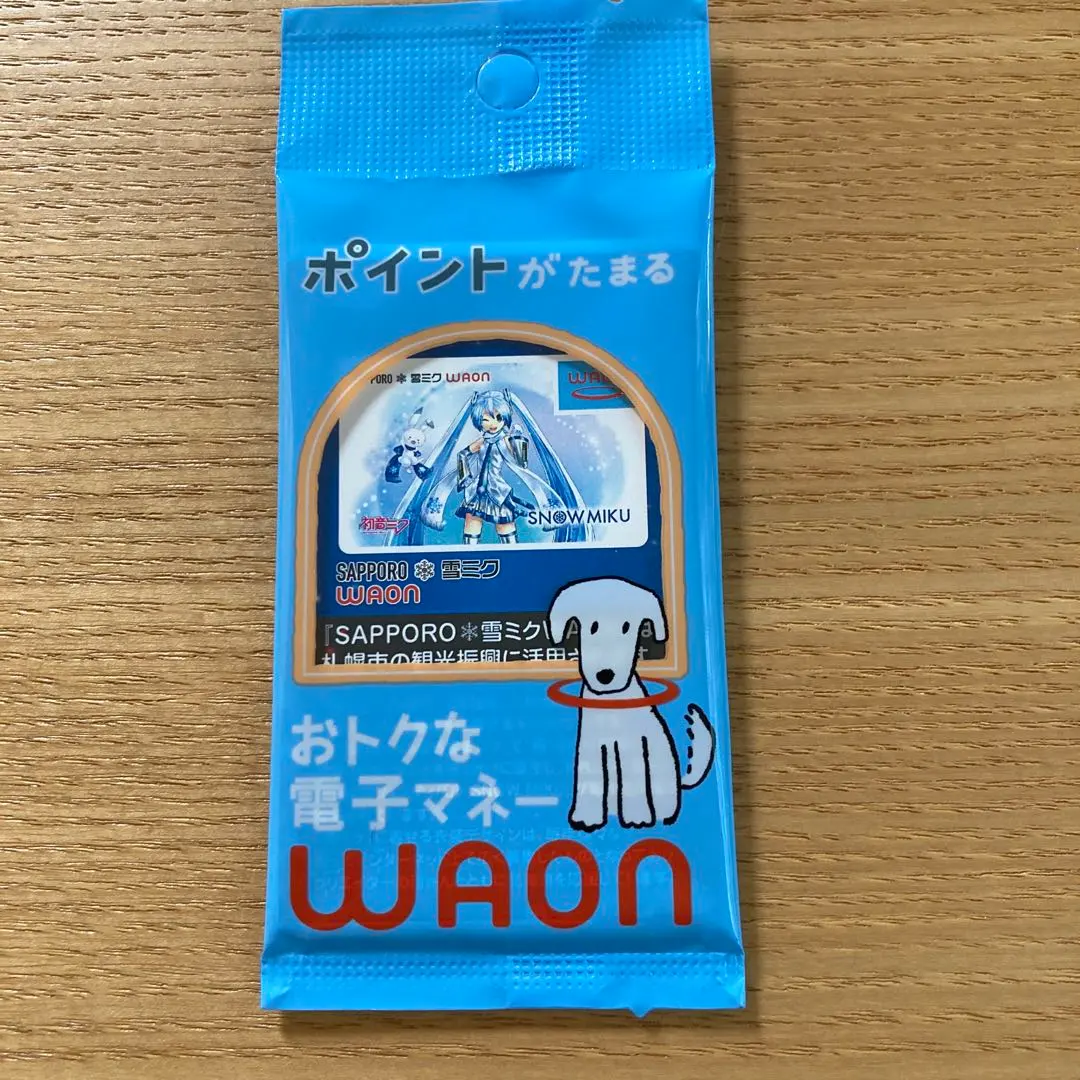 ポイントがたまる
PORO ❄ 雪ミク WAON
初音ミク
SNOW MIKU
SAPPORO ❄ 雪ミク
WAON
『SAPPORO❄雪ミク
札幌市の観光振興に活用
おトクな
電子マネー
WAON